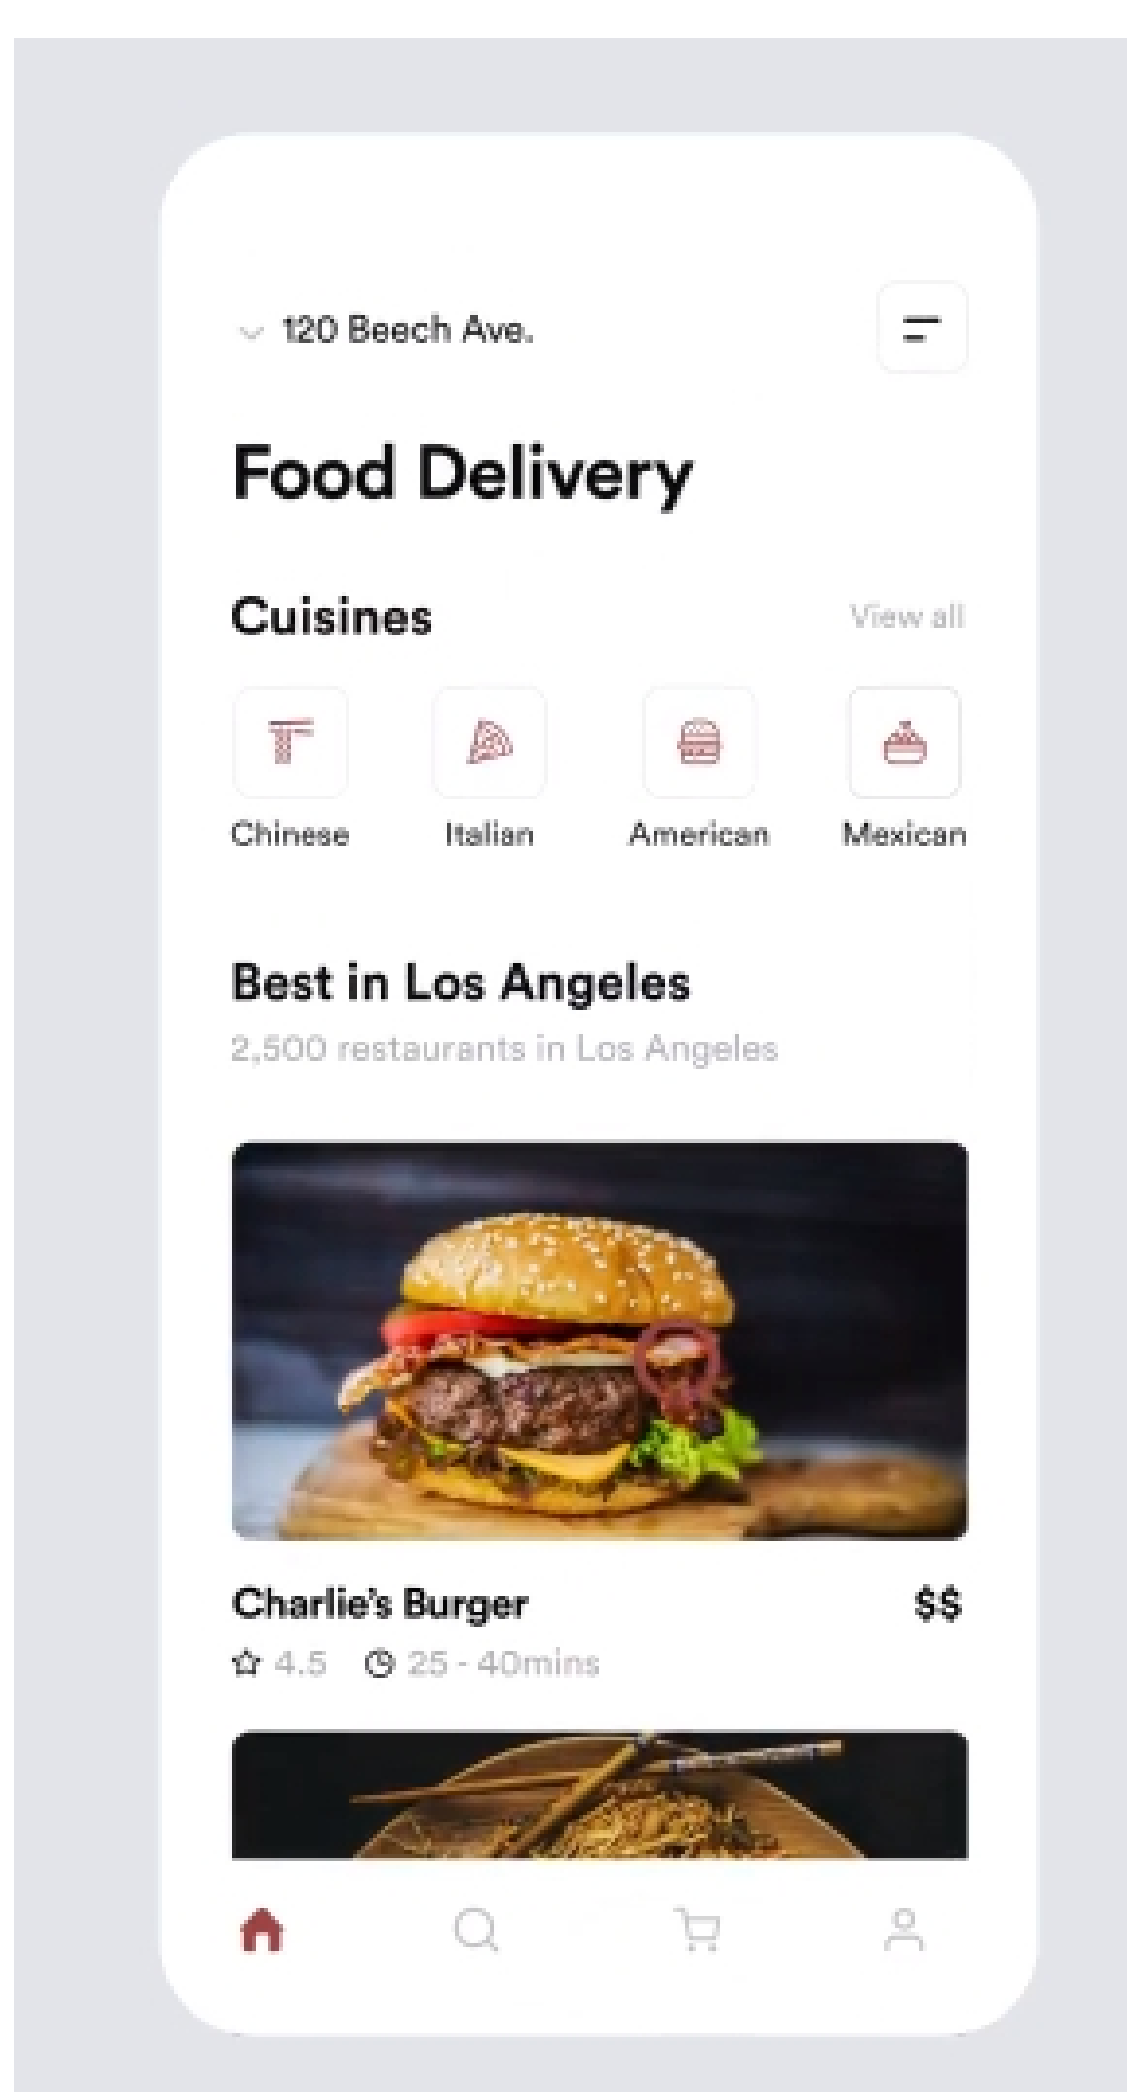 120 Beech Ave.
Food Delivery
Cuisines View all
Chinese Italian American Mexican
Best in Los Angeles
2,500 restaurants in Los Angeles
Charlie's Burger $$
4.5 25 - 40mins